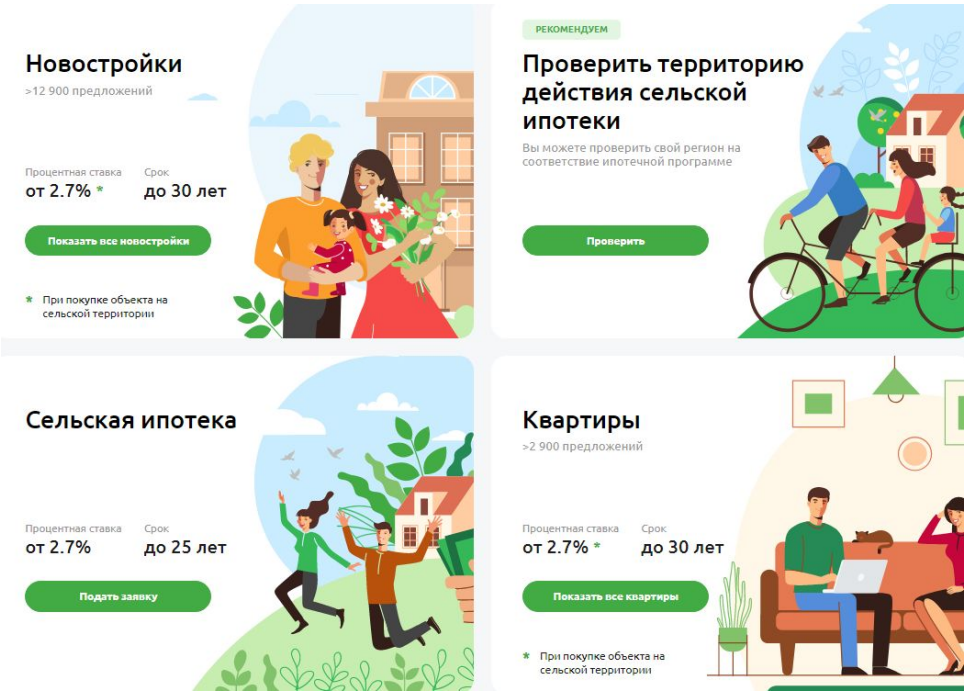 Новостройки
>12 900 предложений
Процентная ставка
Срок
от 2.7% *
до 30 лет
Показать все новостройки
* При покупке объекта на
сельской территории
РЕКОМЕНДУЕМ
Проверить территорию
действия сельской
ипотеки
Вы можете проверить свой регион на
соответствие ипотечной программе
Проверить
Сельская ипотека
Процентная ставка
Срок
от 2.7%
до 25 лет
Подать заявку
Квартиры
>2 900 предложений
Процентная ставка
Срок
от 2.7% *
до 30 лет
Показать все квартиры
* При покупке объекта на
сельской территории